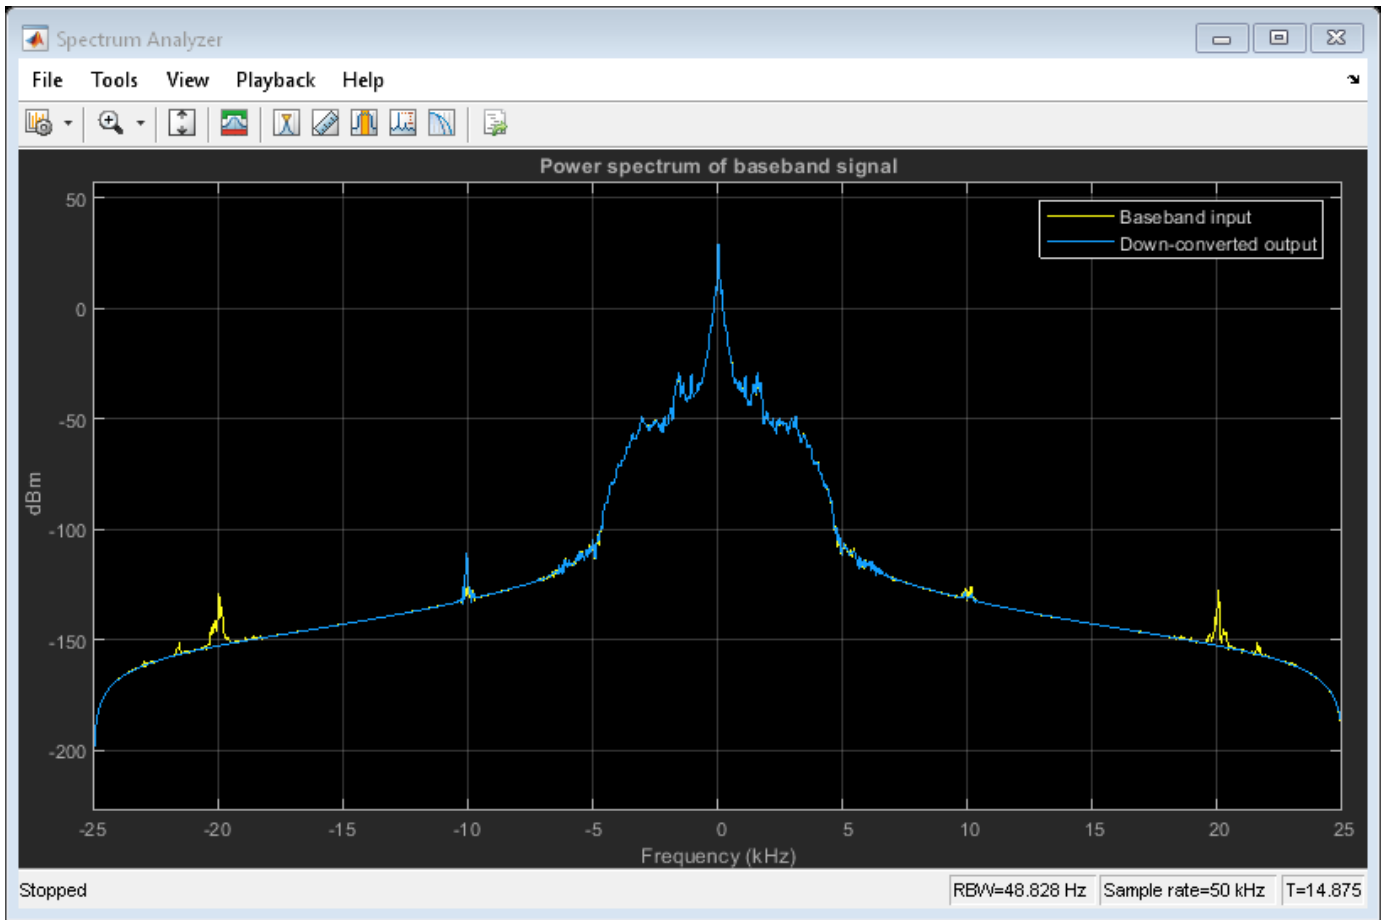 Spectrum Analyzer
File Tools View Playback Help
Power spectrum of baseband signal
Baseband input
Down-converted output
50
0
-50
-100
-150
-200
dBm
-25 -20 -15 -10 -5 0 5 10 15 20 25
Frequency (kHz)
Stopped RBW=48.828 Hz Sample rate=50 kHz T=14.875